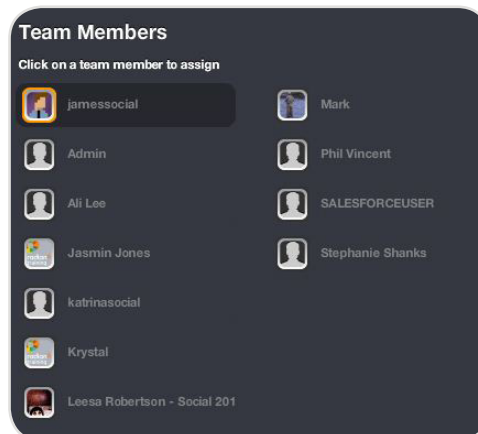 Team Members
Click on a team member to assign
jamessocial
Admin
Ali Lee
Jasmin Jones
katrinasocial
Krystal
Leesa Robertson - Social 201
Mark
Phil Vincent
SALESFORCEUSER
Stephanie Shanks